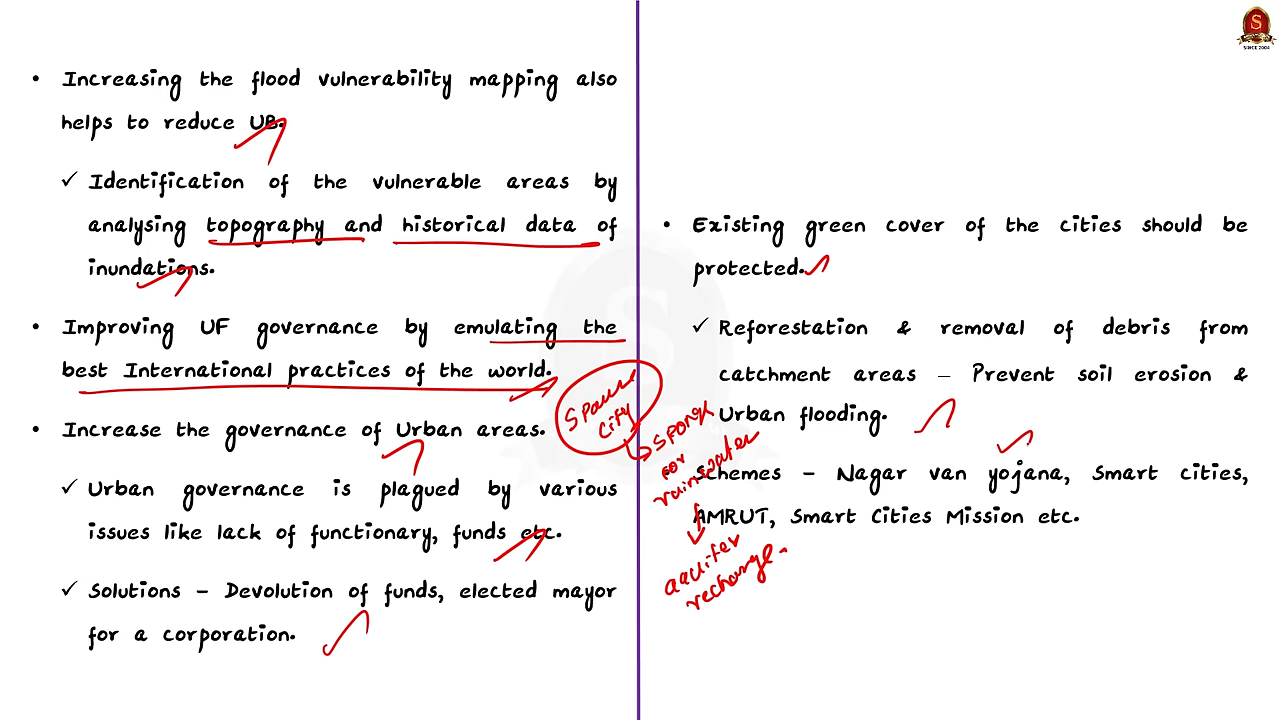 • Increasing the flood vulnerability mapping also
helps to reduce UB.
✓ Identification of the vulnerable areas by
analysing topography and historical data of
inundations.
• Improving UF governance by emulating the
best International practices of the world.
• Increase the governance of Urban areas.
✓ Urban governance is plagued by various
issues like lack of functionary, funds etc.
✓ Solutions – Devolution of funds, elected mayor
for a corporation.
city
sponge
for
rainwater
recharge
• Existing green cover of the cities should be
protected.
✓ Reforestation & removal of debris from
catchment areas – Prevent soil erosion &
Urban flooding.
Schemes – Nagar van yojana, Smart cities,
AMRUT, Smart Cities Mission etc.
S
SINCE 2004